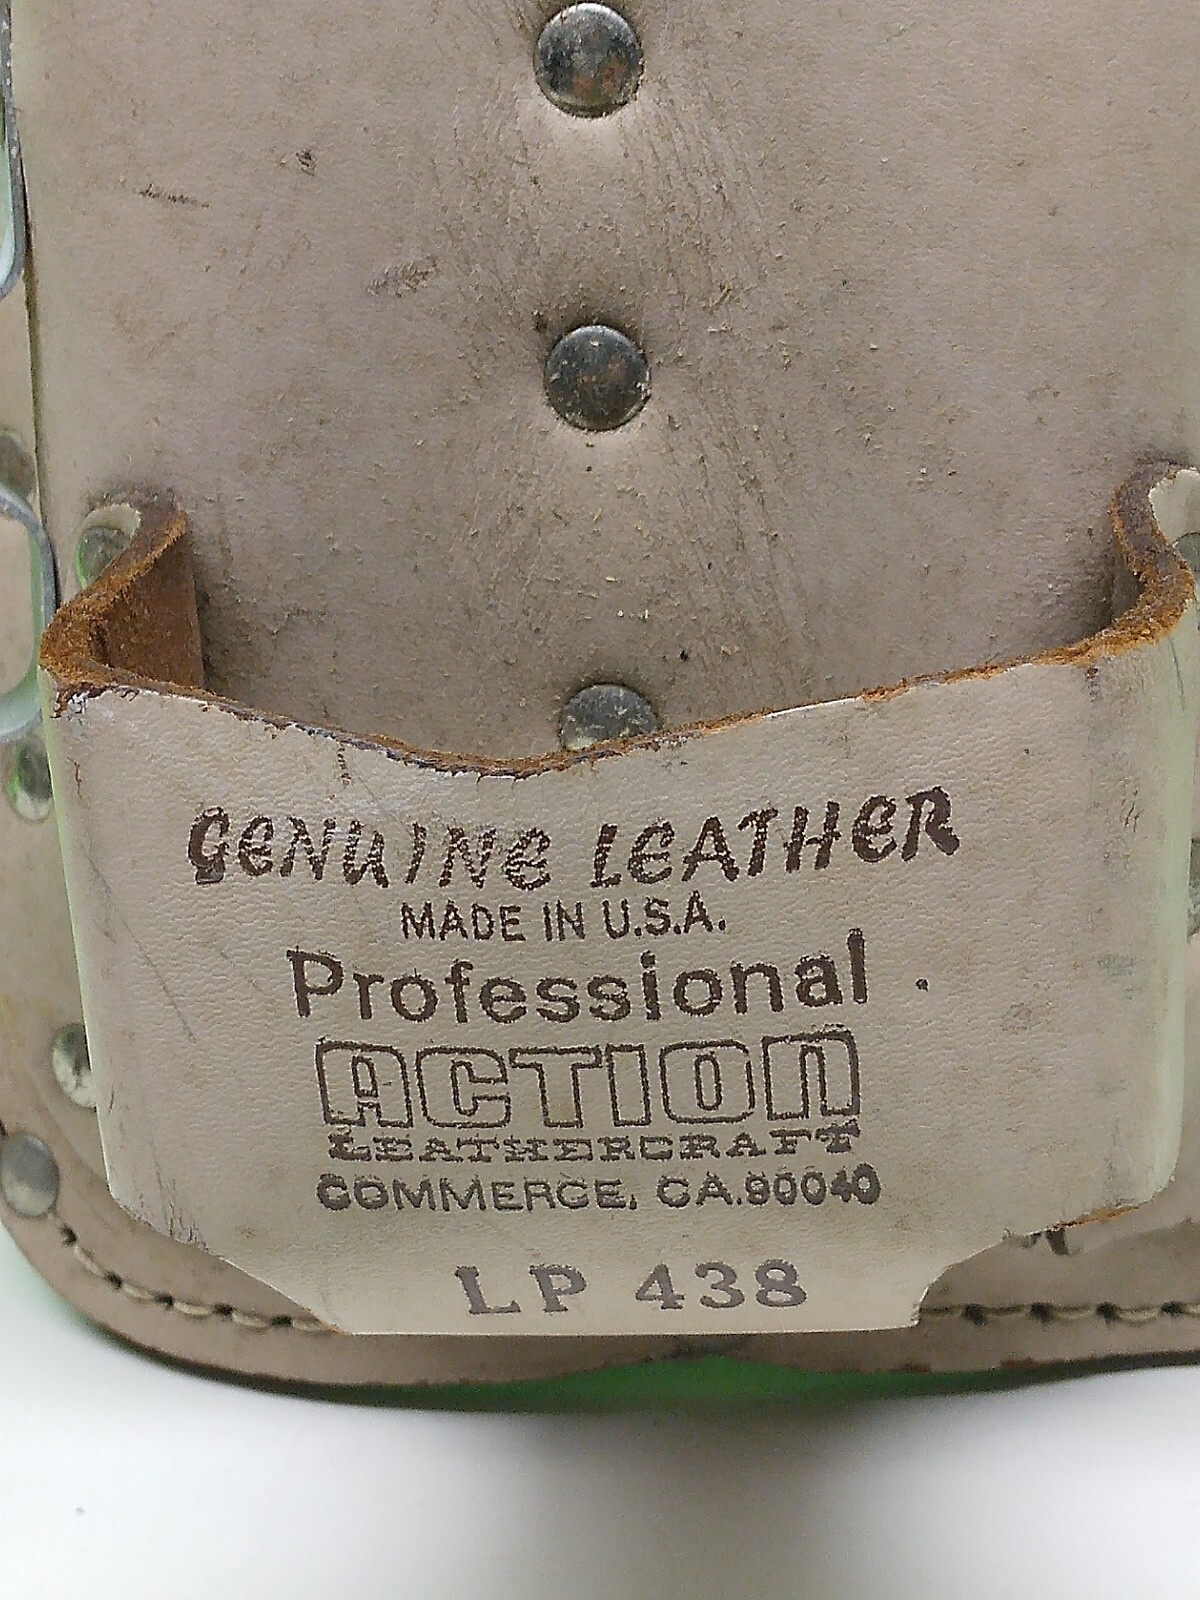 GENUINE LEATHER
MADE IN U.S.A.
Professional
ACTION
LEATHERCRAFT
COMMERCE, CA.90040
LP 438